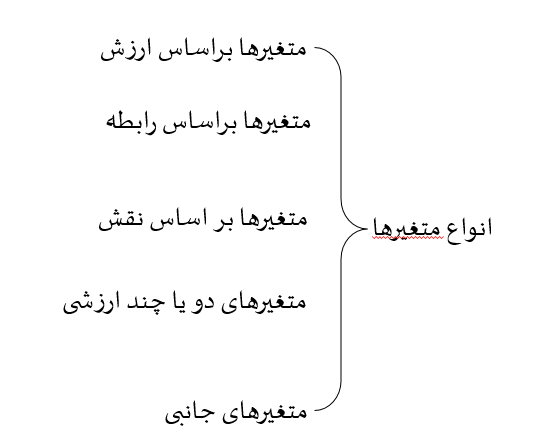 انواع متغیرها
متغیرها براساس ارزش
متغیرها براساس رابطه
متغیرها بر اساس نقش
متغیرهای دو یا چند ارزشی
متغیرهای جانبی